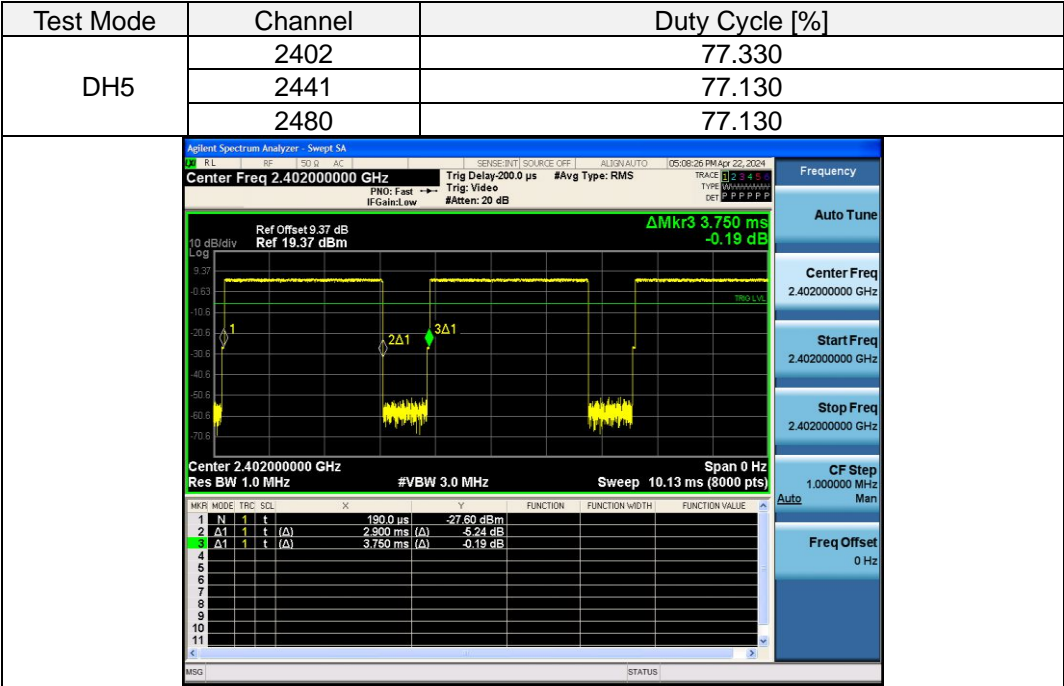 Test Mode Channel Duty Cycle [%]
DH5 2402 77.330
2441 77.130
2480 77.130
Agilent Spectrum Analyzer - Swept SA
RL RF 50 Ω AC SENSE:INT SOURCE OFF ALIGN AUTO 05:08:26 PM Apr 22, 2024
Center Freq 2.402000000 GHz
PNO: Fast
IFGain:Low
Trig Delay-200.0 µs
Trig: Video
#Atten: 20 dB
#Avg Type: RMS
TRACE 1 2 3 4 5 6
TYPE
DET P P P P P P
ΔMkr3 3.750 ms
-0.19 dB
Ref Offset 9.37 dB
10 dB/div Ref 19.37 dBm
Log
9.37
-0.63
TRIG LVL
-10.6
-20.6
1
2Δ1
3Δ1
-30.6
-40.6
-50.6
-60.6
-70.6
Center 2.402000000 GHz Span 0 Hz
Res BW 1.0 MHz #VBW 3.0 MHz Sweep 10.13 ms (8000 pts)
MKR MODE TRC SCL X Y FUNCTION FUNCTION WIDTH FUNCTION VALUE
1 N 1 t 190.0 µs -27.60 dBm
2 Δ1 1 t (Δ) 2.900 ms (Δ) -5.24 dB
3 Δ1 1 t (Δ) 3.750 ms (Δ) -0.19 dB
4
5
6
7
8
9
10
11
MSG STATUS
Frequency
Auto Tune
Center Freq
2.402000000 GHz
Start Freq
2.402000000 GHz
Stop Freq
2.402000000 GHz
CF Step
1.000000 MHz
Auto Man
Freq Offset
0 Hz